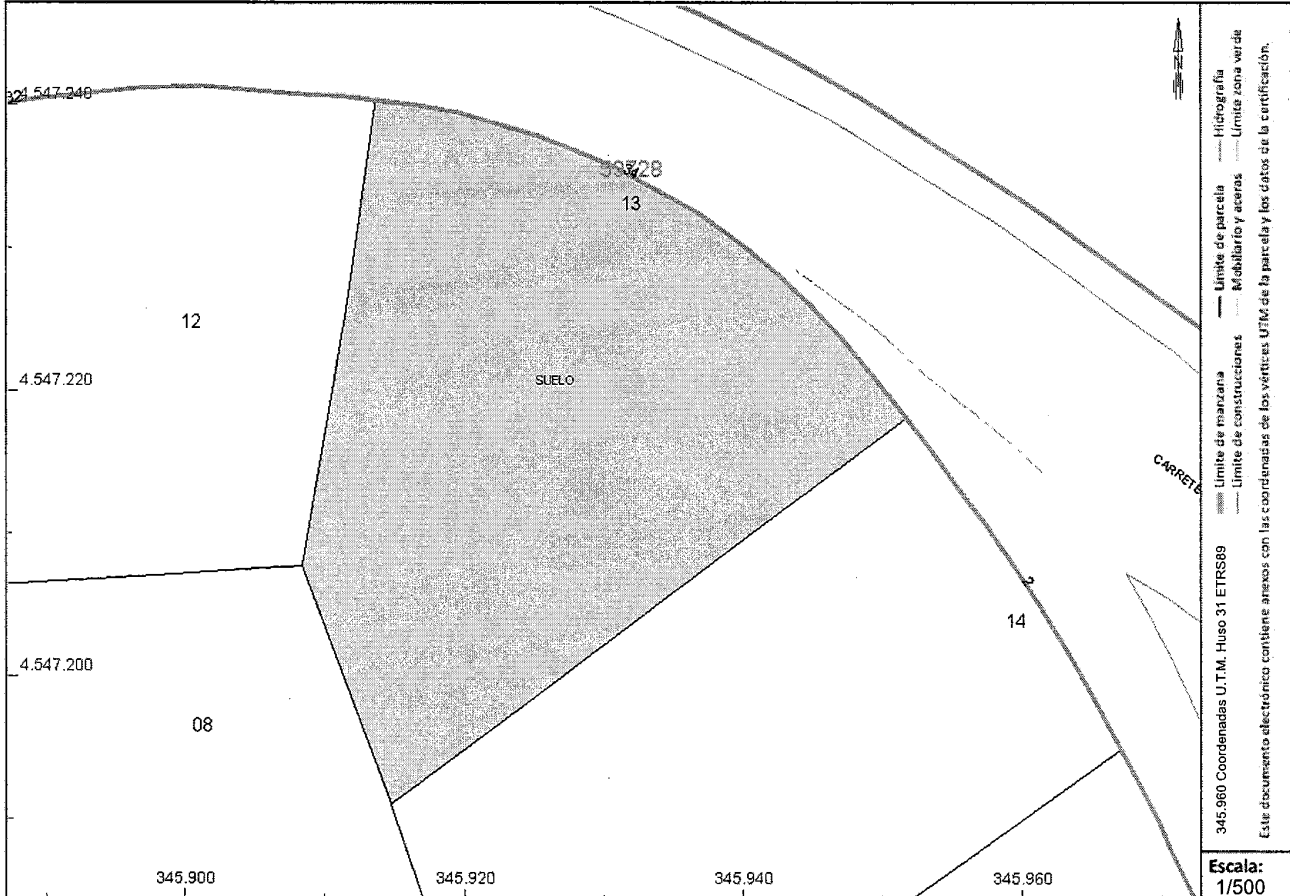 4.547.240
13
12
4.547.220
SUELO
CARRETE
2
14
4.547.200
08
345.900
345.920
345.940
345.960
N
345.960 Coordenadas U.T.M. Huso 31 ETRS89
Límite de manzana
Límite de parcela
Hidrografía
Límite de construcciones
Mobiliario y aceras
Límite zona verde
Este documento electrónico contiene anexos con las coordenadas de los vértices UTM de la parcela y los datos de la certificación.
Escala:
1/500